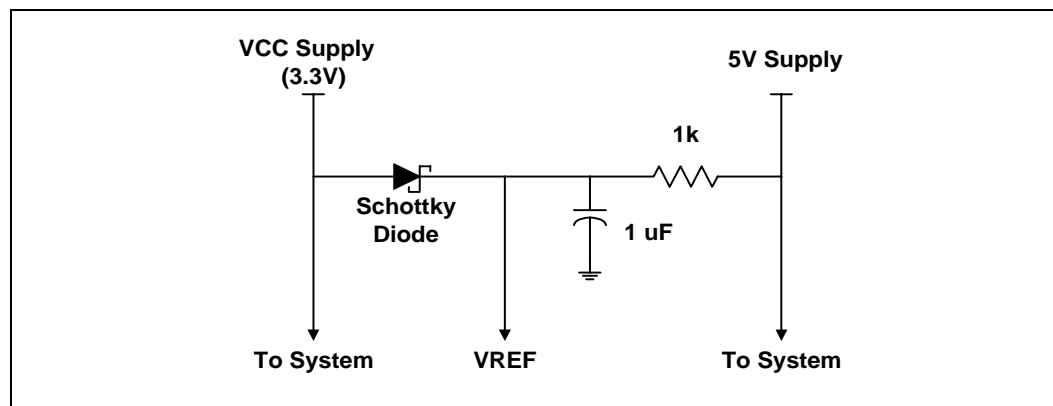 VCC Supply
(3.3V)
5V Supply
1k
Schottky
Diode
1 uF
To System
VREF
To System